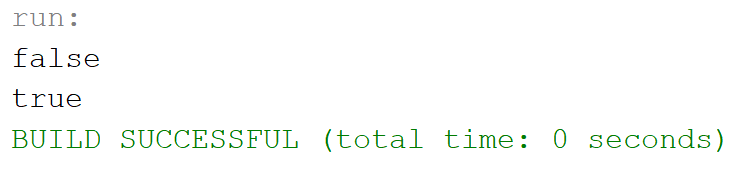 run:
false
true
BUILD SUCCESSFUL (total time: 0 seconds)